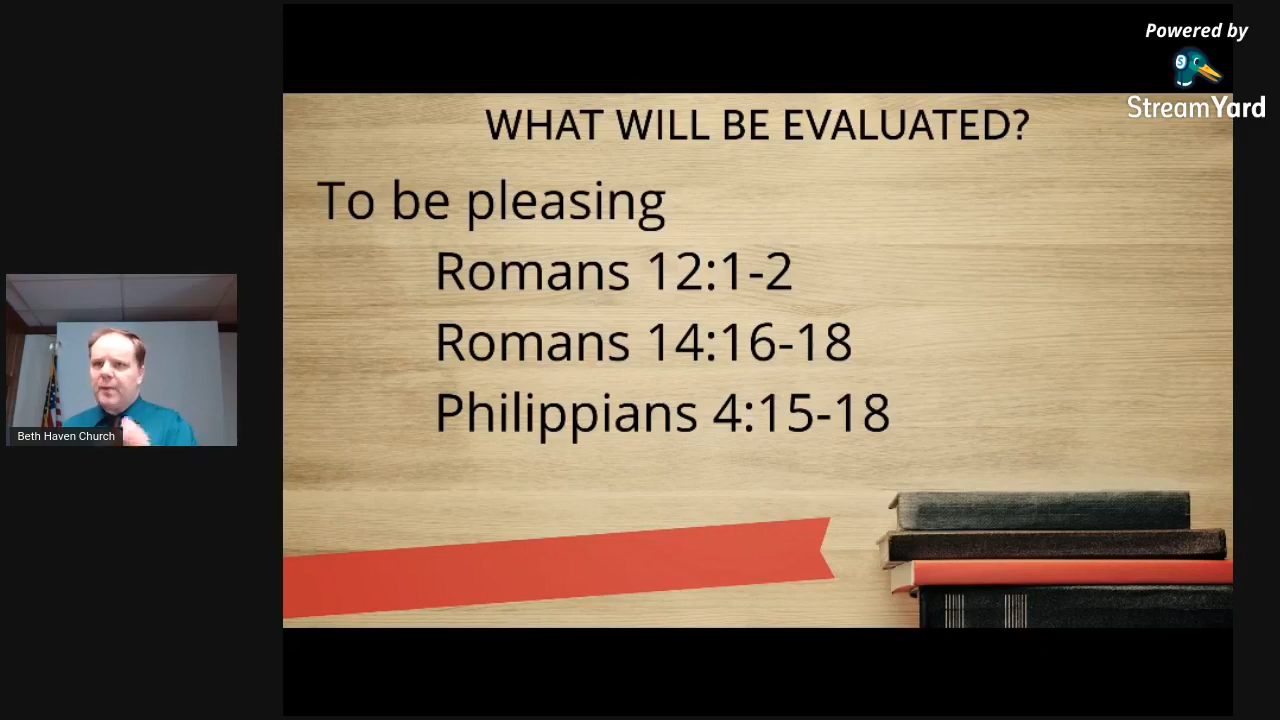 Powered by
StreamYard
WHAT WILL BE EVALUATED?
To be pleasing
Romans 12:1-2
Romans 14:16-18
Philippians 4:15-18
Beth Haven Church